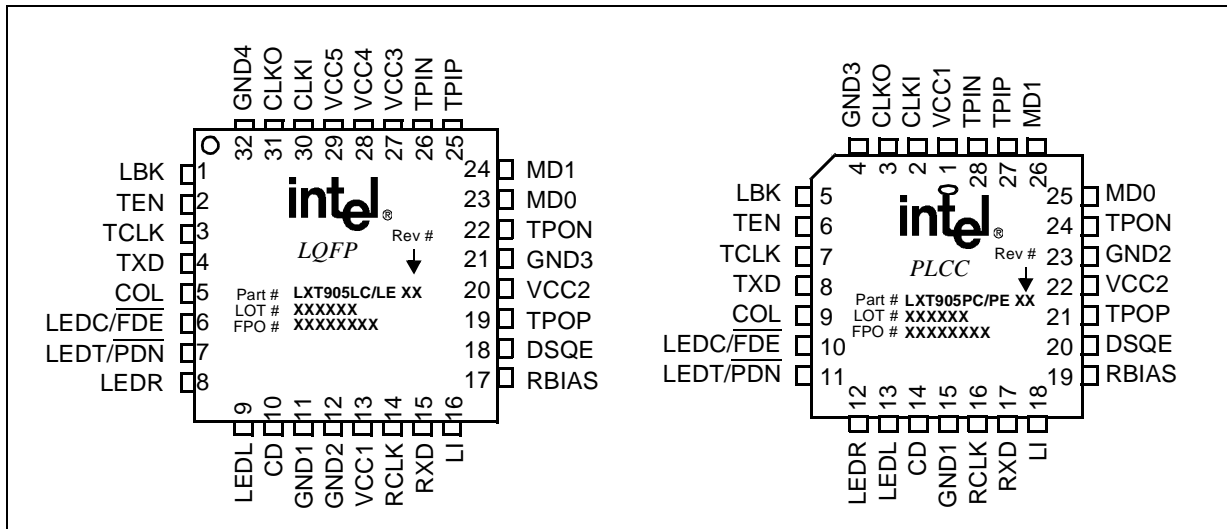 GND4
CLKO
CLKI
VCC5
VCC4
VCC3
TPIN
TPIP
32
31
30
29
28
27
26
25
LBK 1
TEN 2
TCLK 3
TXD 4
COL 5
LEDC/FDE 6
LEDT/PDN 7
LEDR 8
24 MD1
23 MD0
22 TPON
21 GND3
20 VCC2
19 TPOP
18 DSQE
17 RBIAS
intel®
LQFP
Rev #
Part # LXT905LC/LE XX
LOT # XXXXXX
FPO # XXXXXXXX
9
10
11
12
13
14
15
16
LEDL
CD
GND1
GND2
VCC1
RCLK
RXD
LI
GND3
CLKO
CLKI
VCC1
TPIN
TPIP
MD1
4
3
2
1
28
27
26
LBK 5
TEN 6
TCLK 7
TXD 8
COL 9
LEDC/FDE 10
LEDT/PDN 11
25 MD0
24 TPON
23 GND2
22 VCC2
21 TPOP
20 DSQE
19 RBIAS
intel®
PLCC
Rev #
Part # LXT905PC/PE XX
LOT # XXXXXX
FPO # XXXXXXXX
12
13
14
15
16
17
18
LEDR
LEDL
CD
GND1
RCLK
RXD
LI